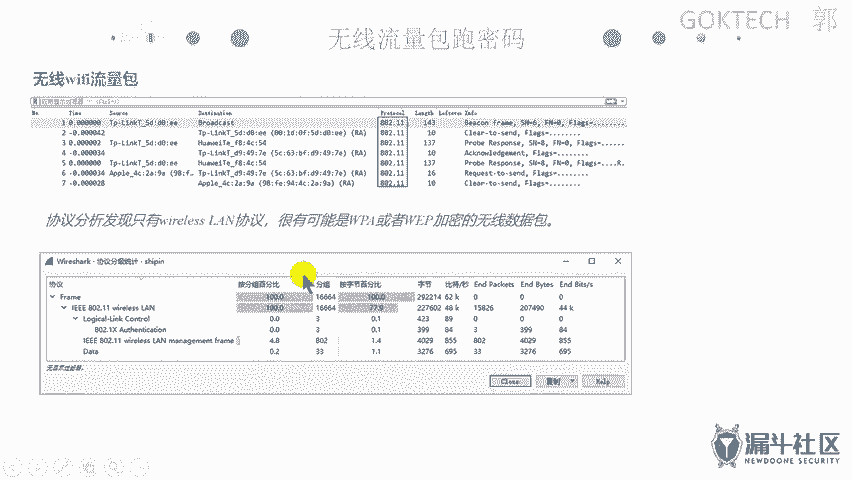 GOKTECH 郭
无线流量包跑密码
无线wifi流量包
No Time Source Destination Protocol Length Info
1 0.000000 Tp-LinkT_5d:d0:ee Broadcast 802.11 143 Beacon frame, SN=6, FN=0, Flags=........
2 -0.000042 Tp-LinkT_5d:d0:ee (80:1d:0f:5d:d0:ee) (RA) 802.11 10 Clear-to-send, Flags=........
3 0.000002 Tp-LinkT_5d:d0:ee HuaweiTe_f8:4c:54 802.11 137 Probe Response, SN=8, FN=0, Flags=......
4 -0.000034 Tp-LinkT_d9:49:7e (5c:63:bf:d9:49:7e) (RA) 802.11 10 Acknowledgement, Flags=........
5 0.000000 Tp-LinkT_5d:d0:ee HuaweiTe_f8:4c:54 802.11 137 Probe Response, SN=8, FN=0, Flags=....R.
6 -0.000034 Apple_4c:2a:9a (98:f… Tp-LinkT_d9:49:7e (5c:63:bf:d9:49:7e) (RA) 802.11 16 Request-to-send, Flags=........
7 -0.000028 Apple_4c:2a:9a (98:fe:94:4c:2a:9a) (RA) 802.11 10 Clear-to-send, Flags=........
协议分析发现只有wireless LAN协议，很有可能是WPA或者WEP加密的无线数据包。
Wireshark · 协议分级统计 · shipin
协议 按分组百分比 分组 按字节百分比 字节 比特/秒 End Packets End Bytes End Bits/s
Frame 100.0 16664 100.0 292214 62 k 0 0 0
IEEE 802.11 wireless LAN 100.0 16664 77.9 227602 48 k 15826 207490 44 k
Logical-Link Control 0.0 3 0.1 423 89 0 0 0
802.1X Authentication 0.0 3 0.1 399 84 3 399 84
IEEE 802.11 wireless LAN management frame 4.8 802 1.4 4029 855 802 4029 855
Data 0.2 33 1.1 3276 695 33 3276 695
无显示过滤器。
Close 复制 Help
漏斗社区
NEWDOONE SECURITY